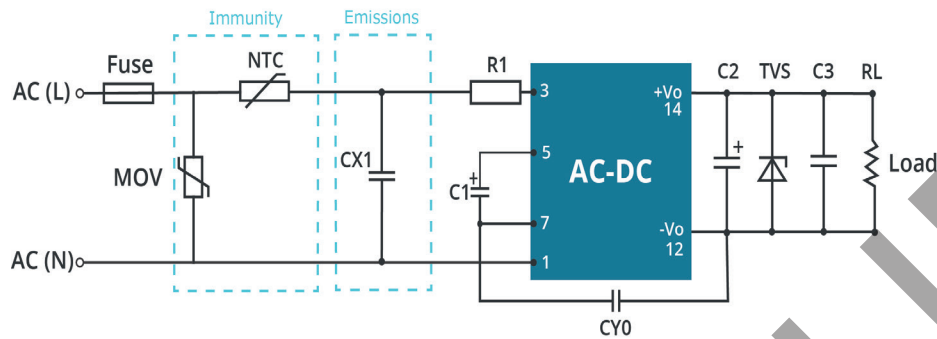 Immunity
Emissions
Fuse
NTC
R1
C2
TVS
C3
RL
AC (L)
3
+Vo
14
MOV
CX1
5
+
C1
AC-DC
+
Load
7
-Vo
12
AC (N)
1
CY0